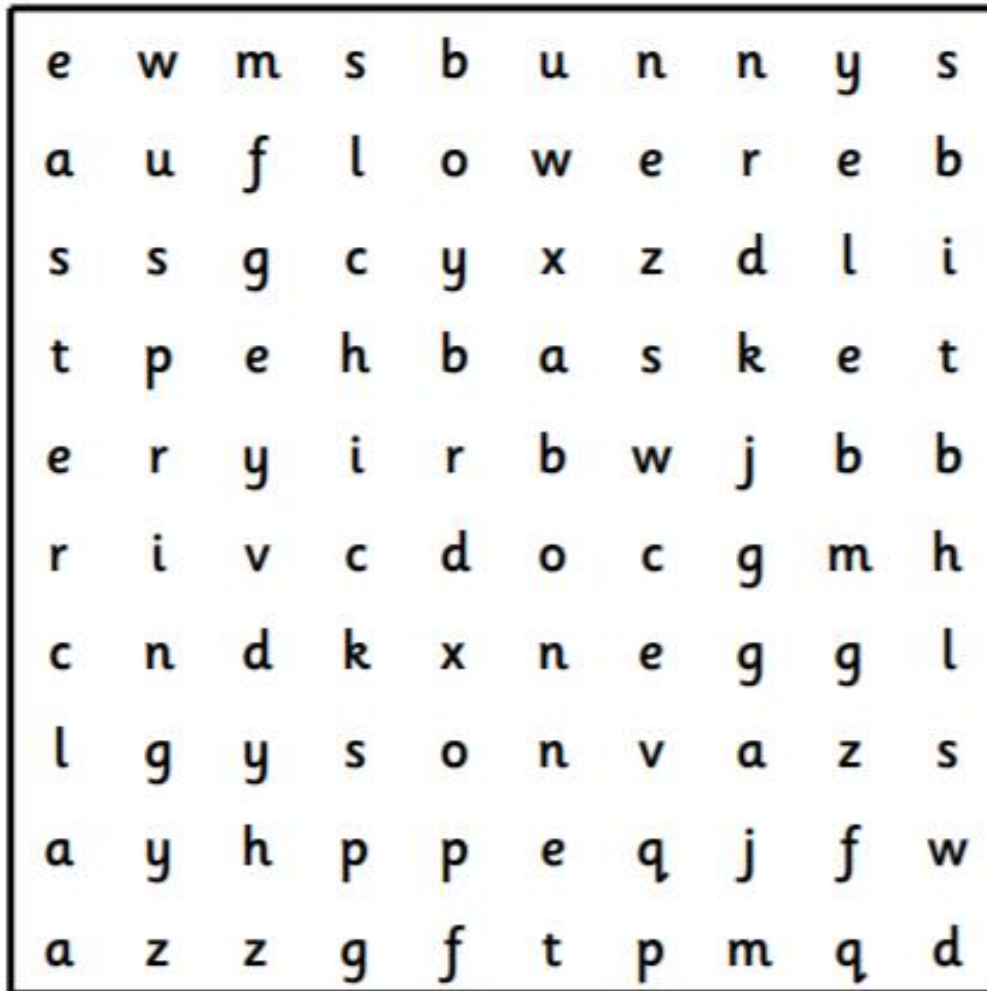 e w m s b u n n y s
a u f l o w e r e b
s s g c y x z d l i
t p e h b a s k e t
e r y i r b w j b b
r i v c d o c g m h
c n d k x n e g g l
l g y s o n v a z s
a y h p p e q j f w
a z z g f t p m q d